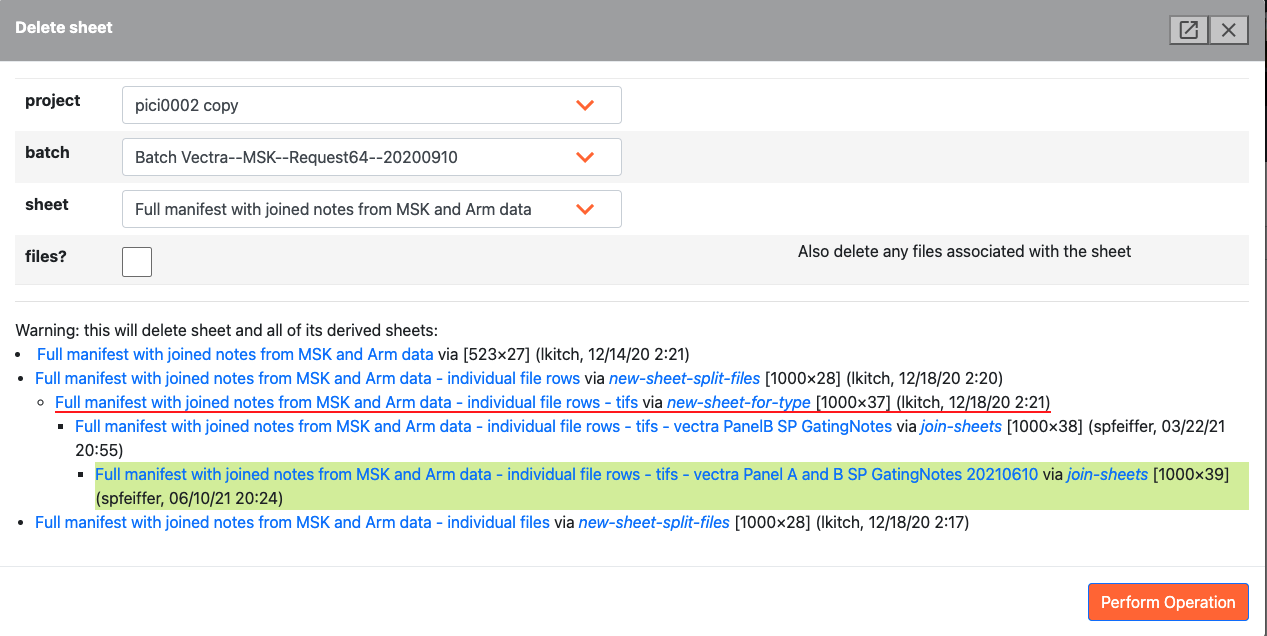 Delete sheet
project
pici0002 copy
batch
Batch Vectra--MSK--Request64--20200910
sheet
Full manifest with joined notes from MSK and Arm data
files?
Also delete any files associated with the sheet
Warning: this will delete sheet and all of its derived sheets:
• Full manifest with joined notes from MSK and Arm data via [523×27] (lkitch, 12/14/20 2:21)
• Full manifest with joined notes from MSK and Arm data - individual file rows via new-sheet-split-files [1000×28] (lkitch, 12/18/20 2:20)
◦ Full manifest with joined notes from MSK and Arm data - individual file rows - tifs via new-sheet-for-type [1000×37] (lkitch, 12/18/20 2:21)
▪ Full manifest with joined notes from MSK and Arm data - individual file rows - tifs - vectra PanelB SP GatingNotes via join-sheets [1000×38] (spfeiffer, 03/22/21
20:55)
▪ Full manifest with joined notes from MSK and Arm data - individual file rows - tifs - vectra Panel A and B SP GatingNotes 20210610 via join-sheets [1000×39]
(spfeiffer, 06/10/21 20:24)
• Full manifest with joined notes from MSK and Arm data - individual files via new-sheet-split-files [1000×28] (lkitch, 12/18/20 2:17)
Perform Operation